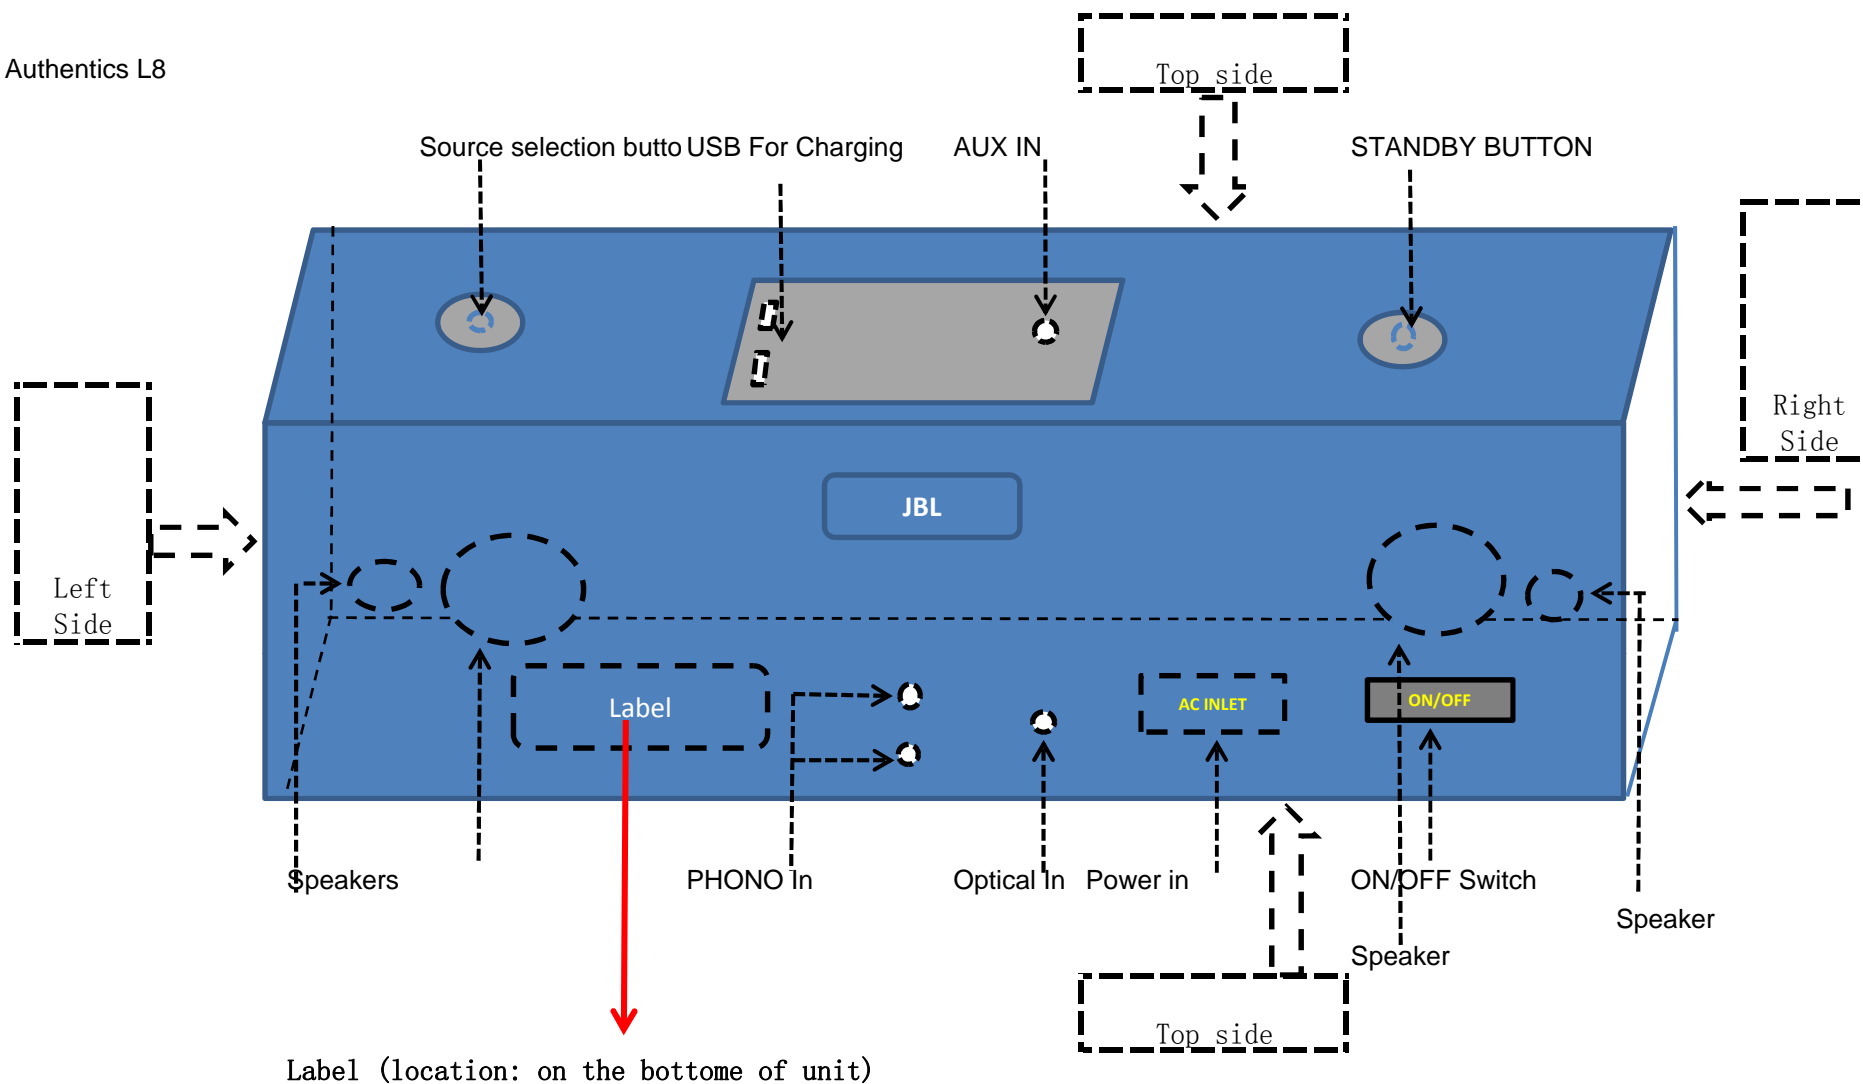 Top side
Authentics L8
Source selection butto USB For Charging AUX IN STANDBY BUTTON
Right
Side
JBL
Left
Side
Label
AC INLET
ON/OFF
Speakers PHONO In Optical In Power in ON/OFF Switch
Speaker
Speaker
Top side
Label (location: on the bottome of unit)